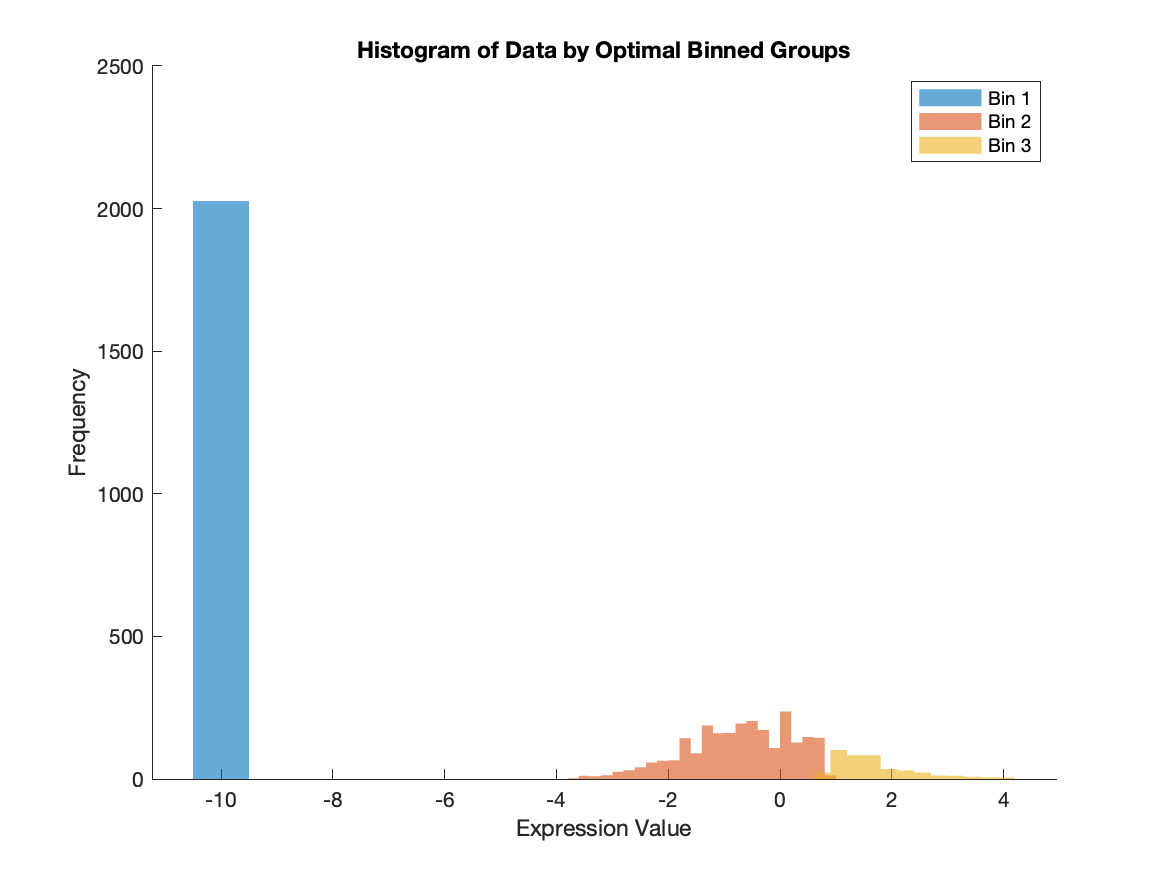 Histogram of Data by Optimal Binned Groups
2500
2000
1500
1000
500
0
Frequency
Bin 1
Bin 2
Bin 3
-10 -8 -6 -4 -2 0 2 4
Expression Value